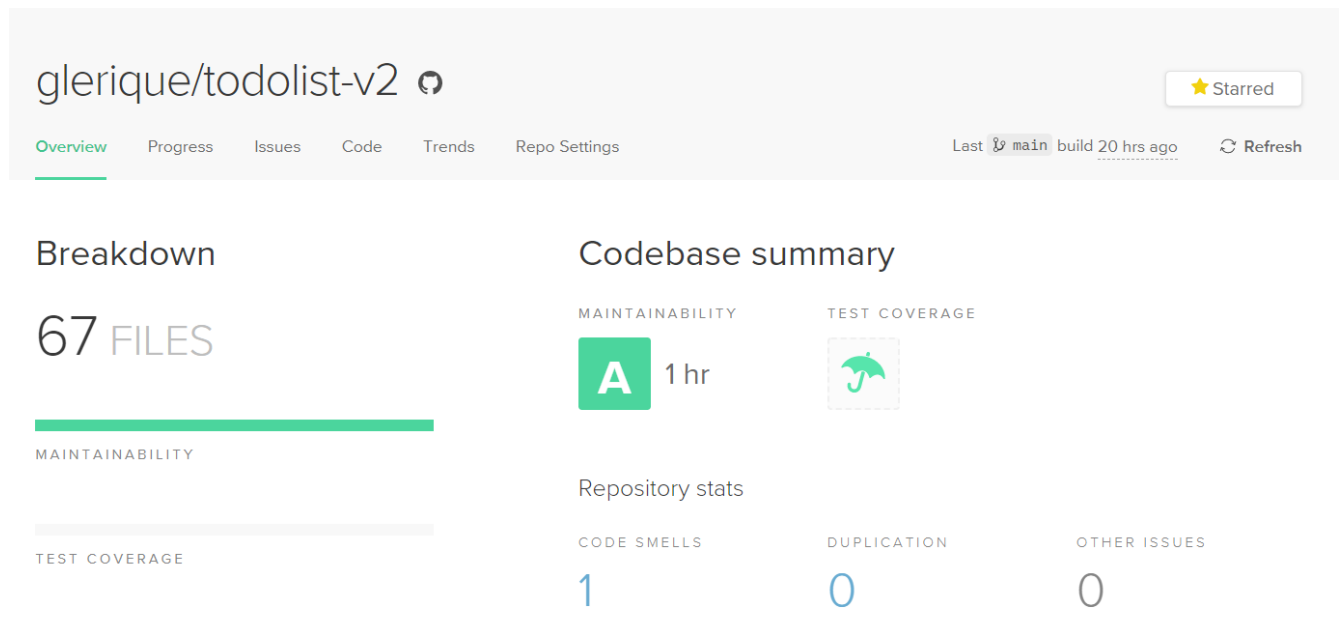 glerique/todolist-v2
Starred
Overview Progress Issues Code Trends Repo Settings
Last main build 20 hrs ago Refresh
Breakdown
67 FILES
MAINTAINABILITY
TEST COVERAGE
Codebase summary
MAINTAINABILITY TEST COVERAGE
A 1 hr
Repository stats
CODE SMELLS DUPLICATION OTHER ISSUES
1 0 0